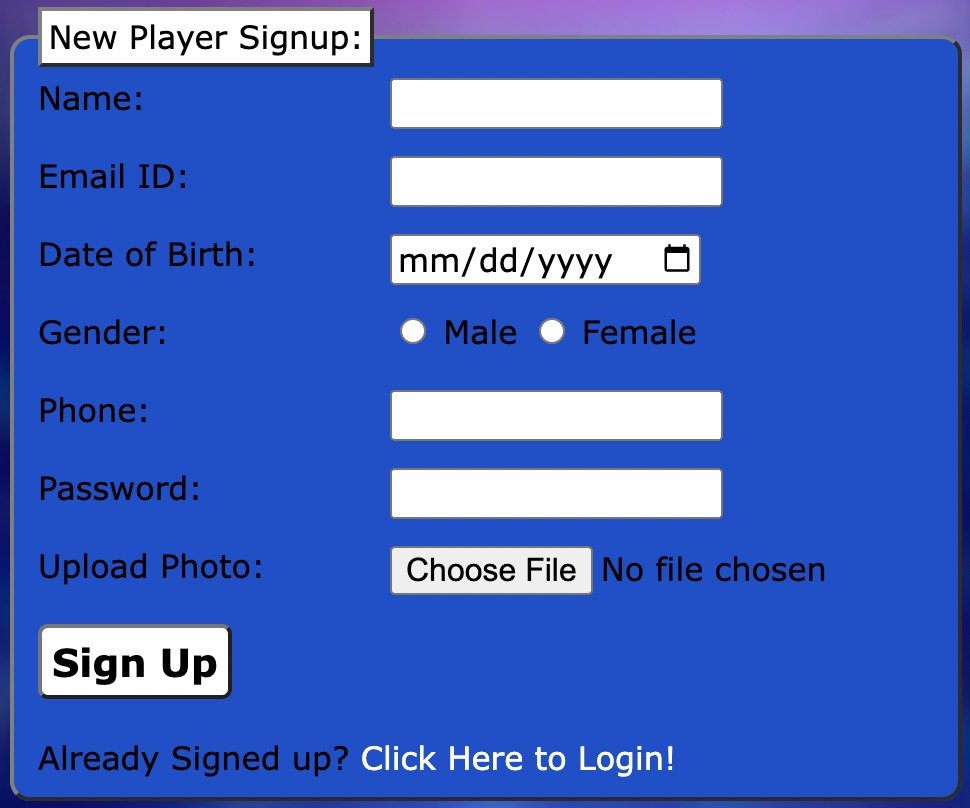 New Player Signup:
Name:
Email ID:
Date of Birth: mm/dd/yyyy
Gender: Male Female
Phone:
Password:
Upload Photo: Choose File No file chosen
Sign Up
Already Signed up? Click Here to Login!